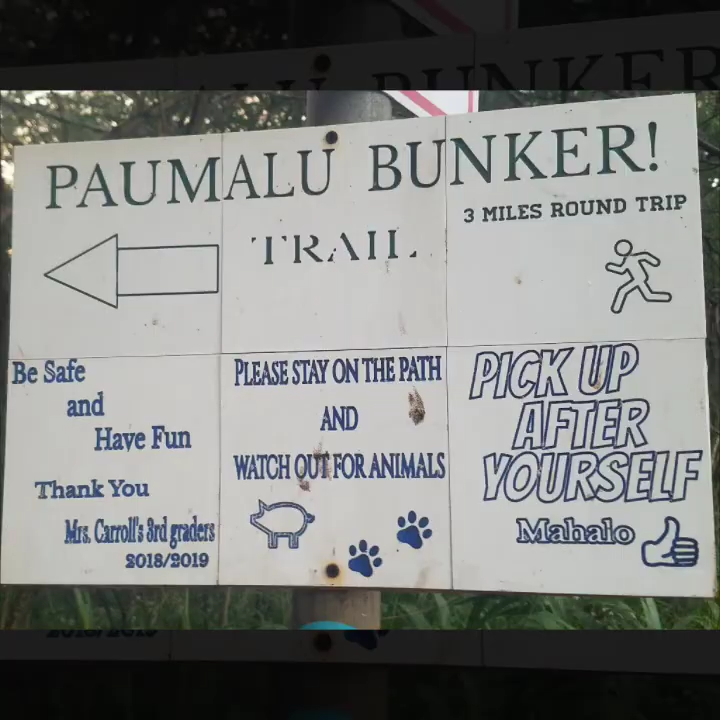 PAUMALU BUNKER!
3 MILES ROUND TRIP
TRAIL
Be Safe
and
Have Fun
Thank You
Mrs. Carroll's 3rd graders
2018/2019
PLEASE STAY ON THE PATH
AND
WATCH OUT FOR ANIMALS
PICK UP
AFTER
YOURSELF
Mahalo